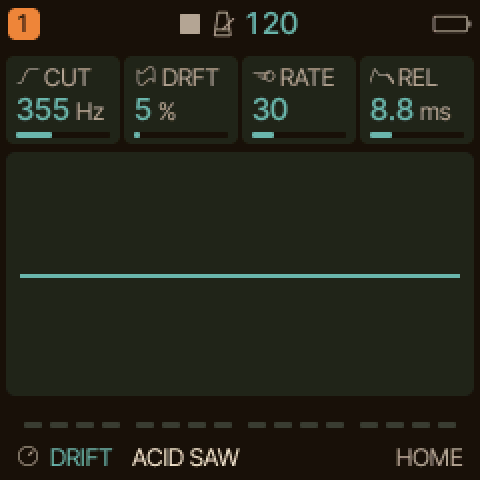 1 120
CUT DRFT RATE REL
355 Hz 5 % 30 8.8 ms
DRIFT ACID SAW HOME